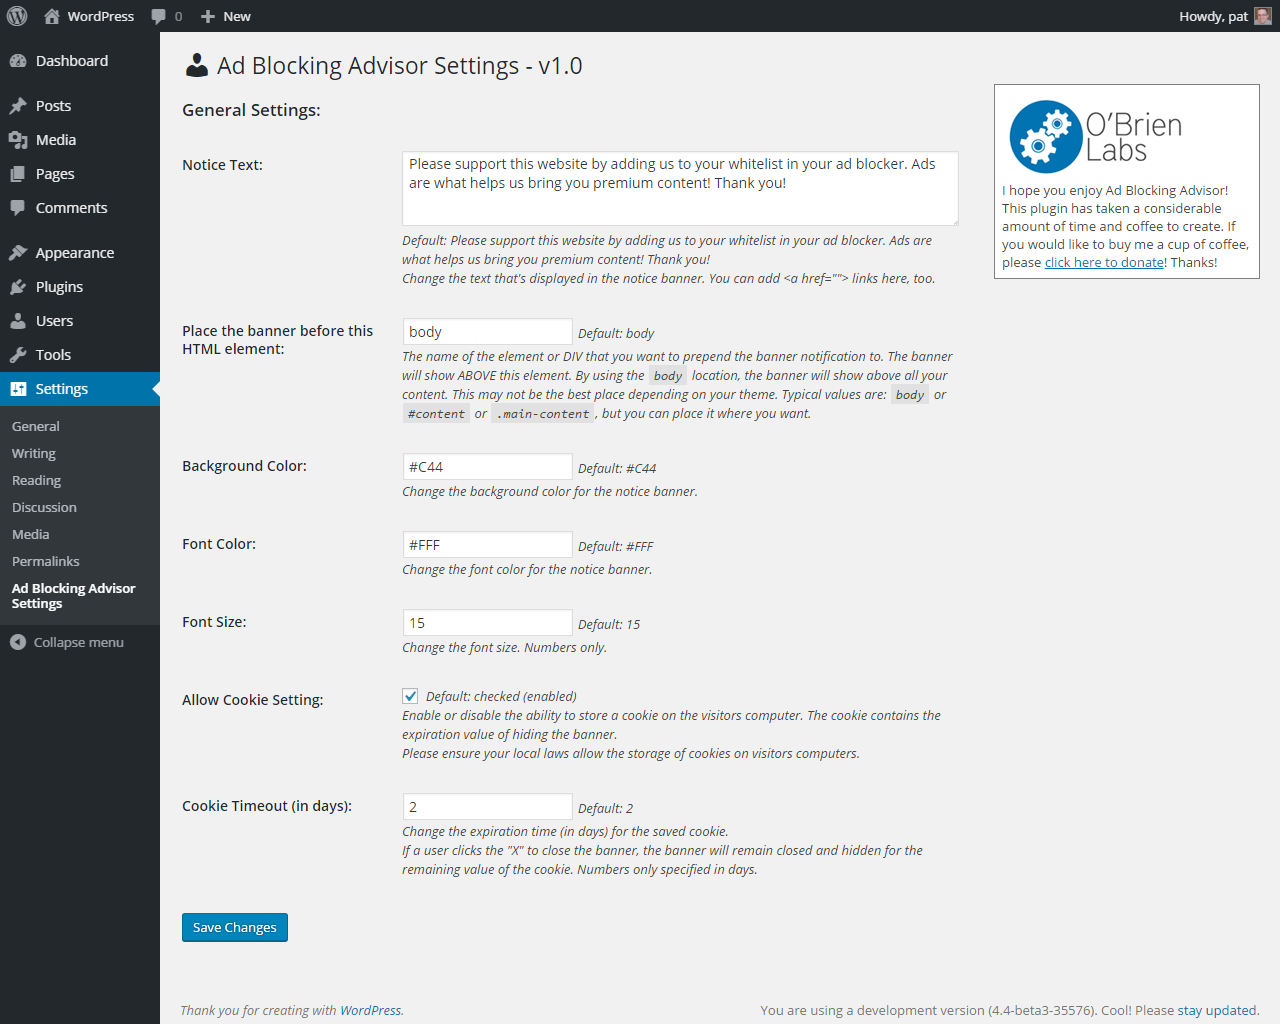 WordPress
0
New
Howdy, pat
Dashboard
Posts
Media
Pages
Comments
Appearance
Plugins
Users
Tools
Settings
General
Writing
Reading
Discussion
Media
Permalinks
Ad Blocking Advisor
Settings
Collapse menu
Ad Blocking Advisor Settings - v1.0
General Settings:
Notice Text:
Please support this website by adding us to your whitelist in your ad blocker. Ads
are what helps us bring you premium content! Thank you!
Default: Please support this website by adding us to your whitelist in your ad blocker. Ads are
what helps us bring you premium content! Thank you!
Change the text that's displayed in the notice banner. You can add <a href=""> links here, too.
Place the banner before this
HTML element:
body
Default: body
The name of the element or DIV that you want to prepend the banner notification to. The banner
will show ABOVE this element. By using the body location, the banner will show above all your
content. This may not be the best place depending on your theme. Typical values are: body or
#content or .main-content, but you can place it where you want.
Background Color:
#C44
Default: #C44
Change the background color for the notice banner.
Font Color:
#FFF
Default: #FFF
Change the font color for the notice banner.
Font Size:
15
Default: 15
Change the font size. Numbers only.
Allow Cookie Setting:
Default: checked (enabled)
Enable or disable the ability to store a cookie on the visitors computer. The cookie contains the
expiration value of hiding the banner.
Please ensure your local laws allow the storage of cookies on visitors computers.
Cookie Timeout (in days):
2
Default: 2
Change the expiration time (in days) for the saved cookie.
If a user clicks the "X" to close the banner, the banner will remain closed and hidden for the
remaining value of the cookie. Numbers only specified in days.
Save Changes
O'Brien
Labs
I hope you enjoy Ad Blocking Advisor!
This plugin has taken a considerable
amount of time and coffee to create. If
you would like to buy me a cup of coffee,
please click here to donate! Thanks!
Thank you for creating with WordPress.
You are using a development version (4.4-beta3-35576). Cool! Please stay updated.